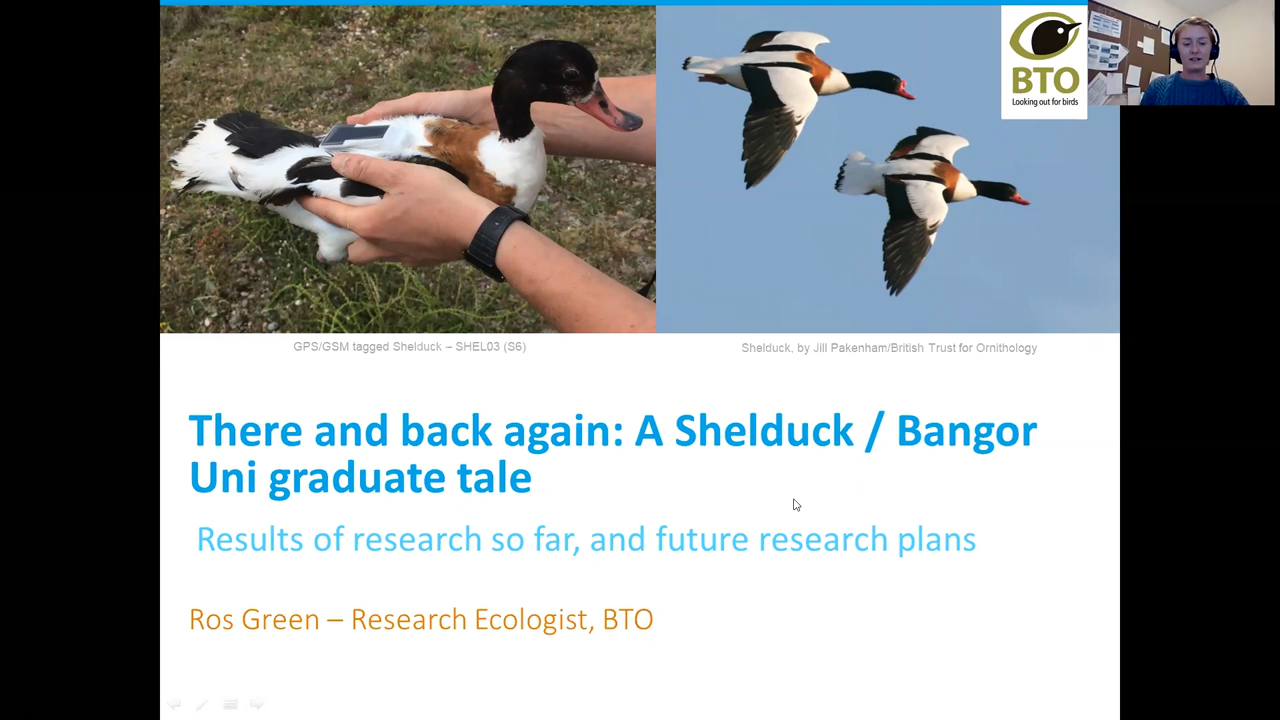 BTO
Looking out for birds
GPS/GSM tagged Shelduck – SHEL03 (S6)
Shelduck, by Jill Pakenham/British Trust for Ornithology
There and back again: A Shelduck / Bangor
Uni graduate tale
Results of research so far, and future research plans
Ros Green – Research Ecologist, BTO